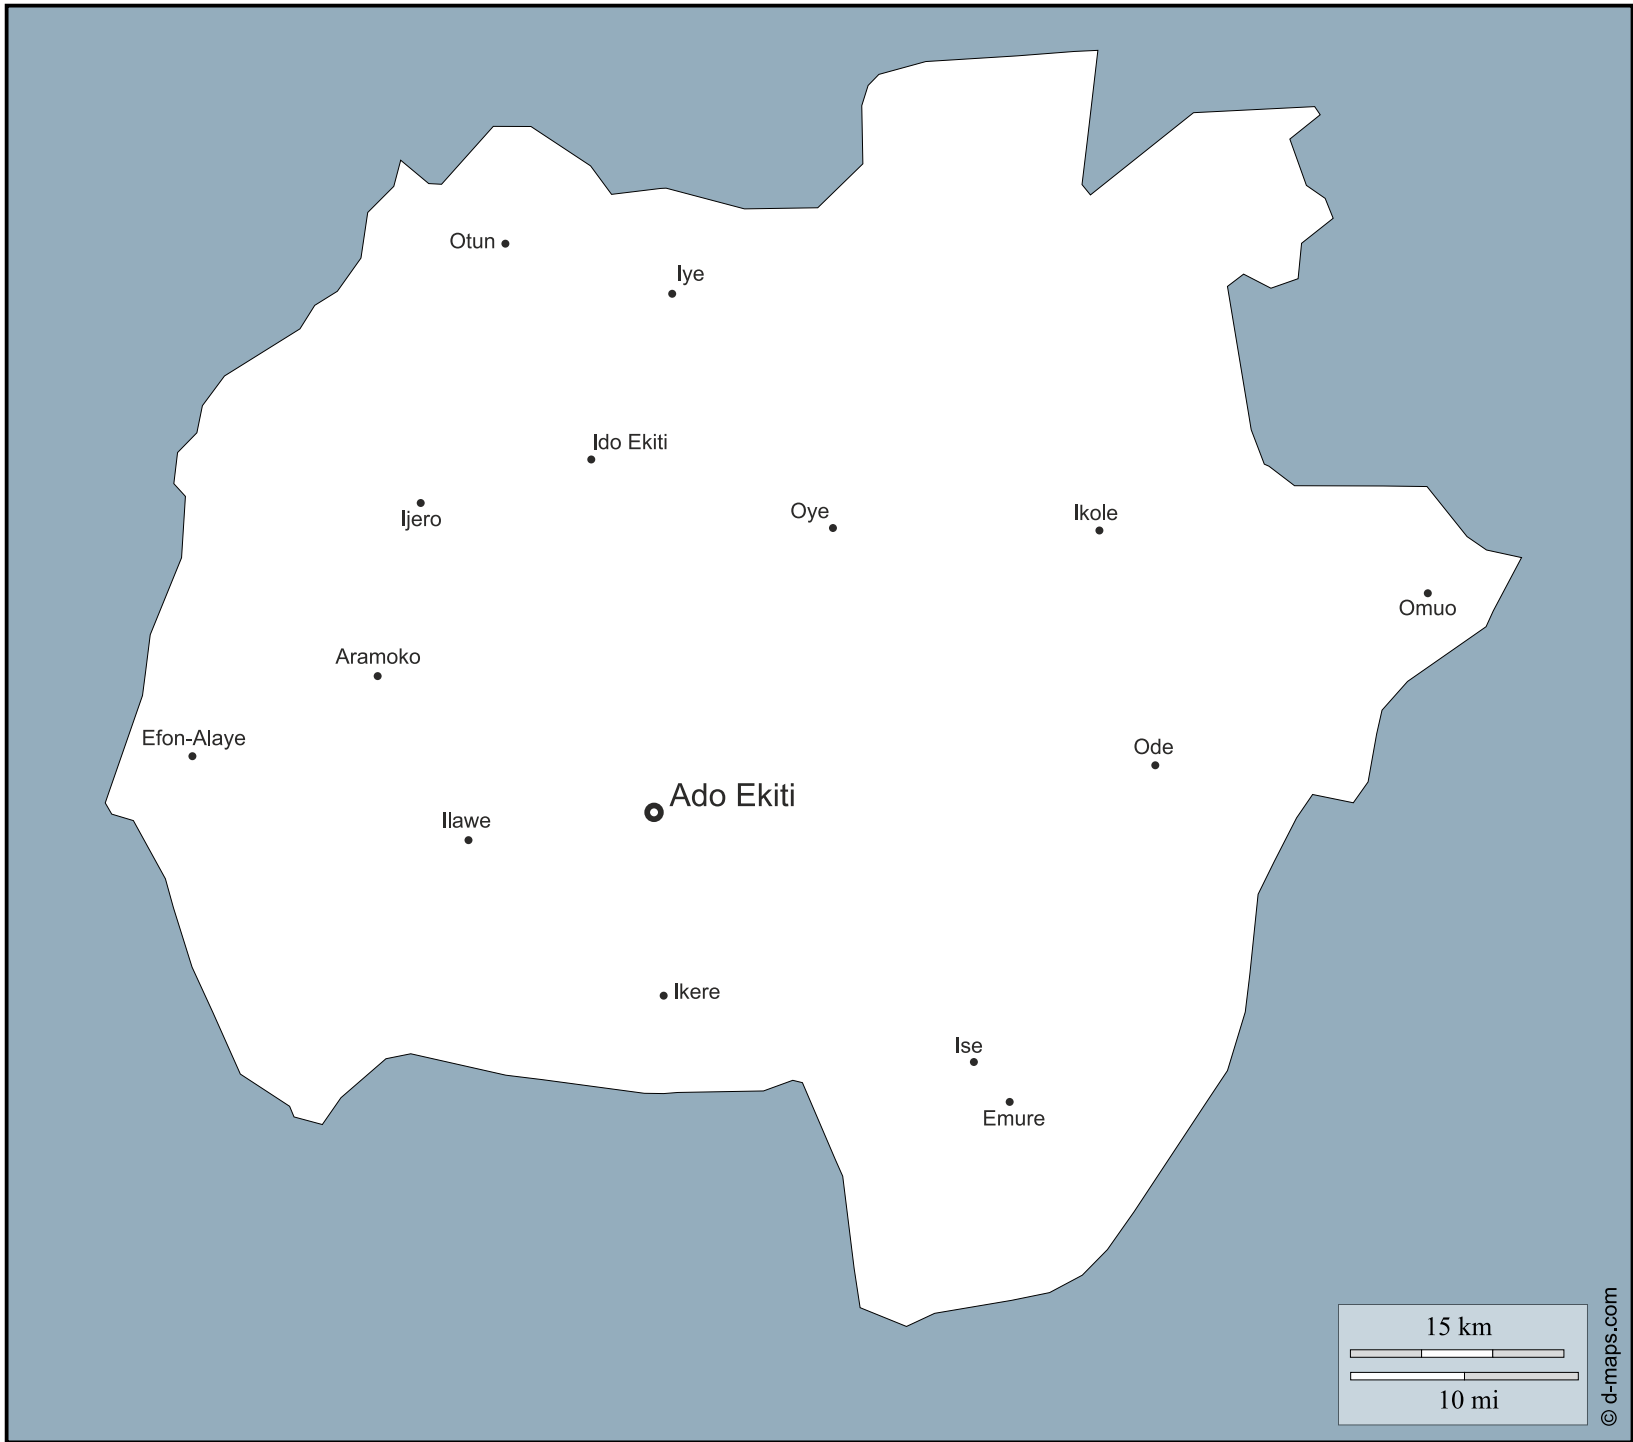 Otun
Iye
Ido Ekiti
Ijero
Oye
Ikole
Omuo
Aramoko
Efon-Alaye
Ode
Ado Ekiti
Ilawe
Ikere
Ise
Emure
15 km
10 mi
© d-maps.com